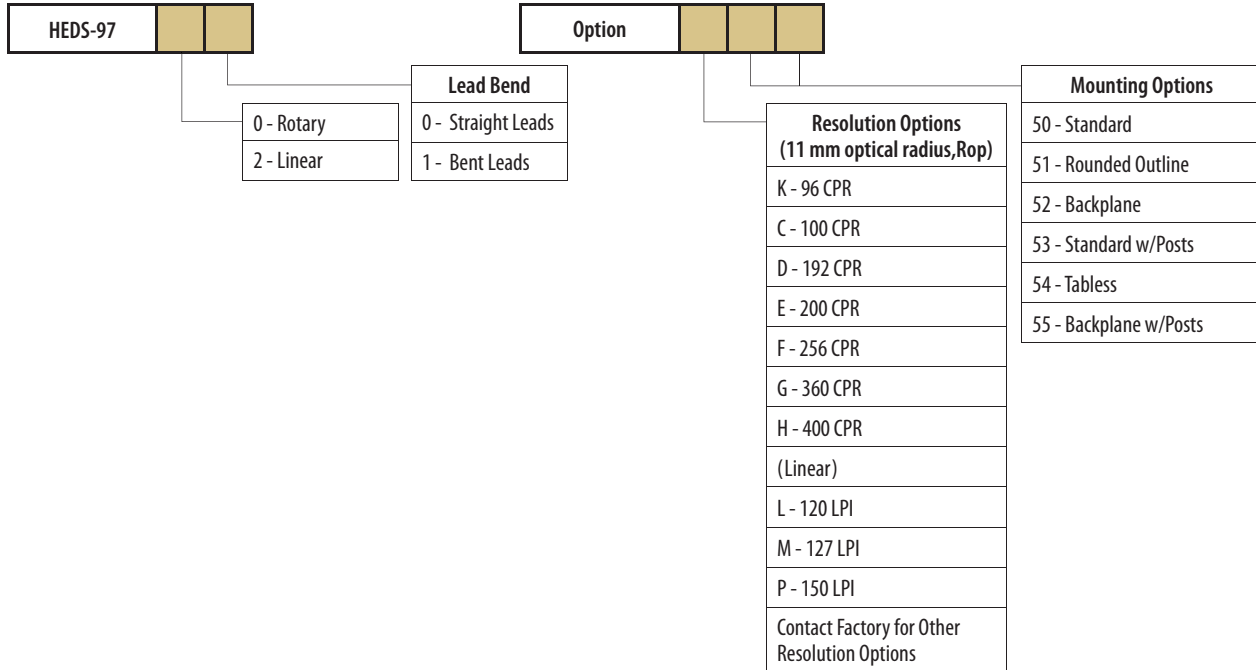 HEDS-97
Option
Lead Bend
0 - Straight Leads
1 - Bent Leads
0 - Rotary
2 - Linear
Resolution Options
(11 mm optical radius,Rop)
K - 96 CPR
C - 100 CPR
D - 192 CPR
E - 200 CPR
F - 256 CPR
G - 360 CPR
H - 400 CPR
(Linear)
L - 120 LPI
M - 127 LPI
P - 150 LPI
Contact Factory for Other
Resolution Options
Mounting Options
50 - Standard
51 - Rounded Outline
52 - Backplane
53 - Standard w/Posts
54 - Tabless
55 - Backplane w/Posts